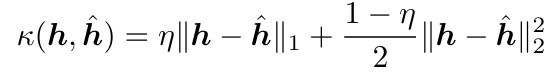 κ(𝒉, 𝒉̂) = η‖𝒉 − 𝒉̂‖₁ + (1 − η)/2 ‖𝒉 − 𝒉̂‖₂²